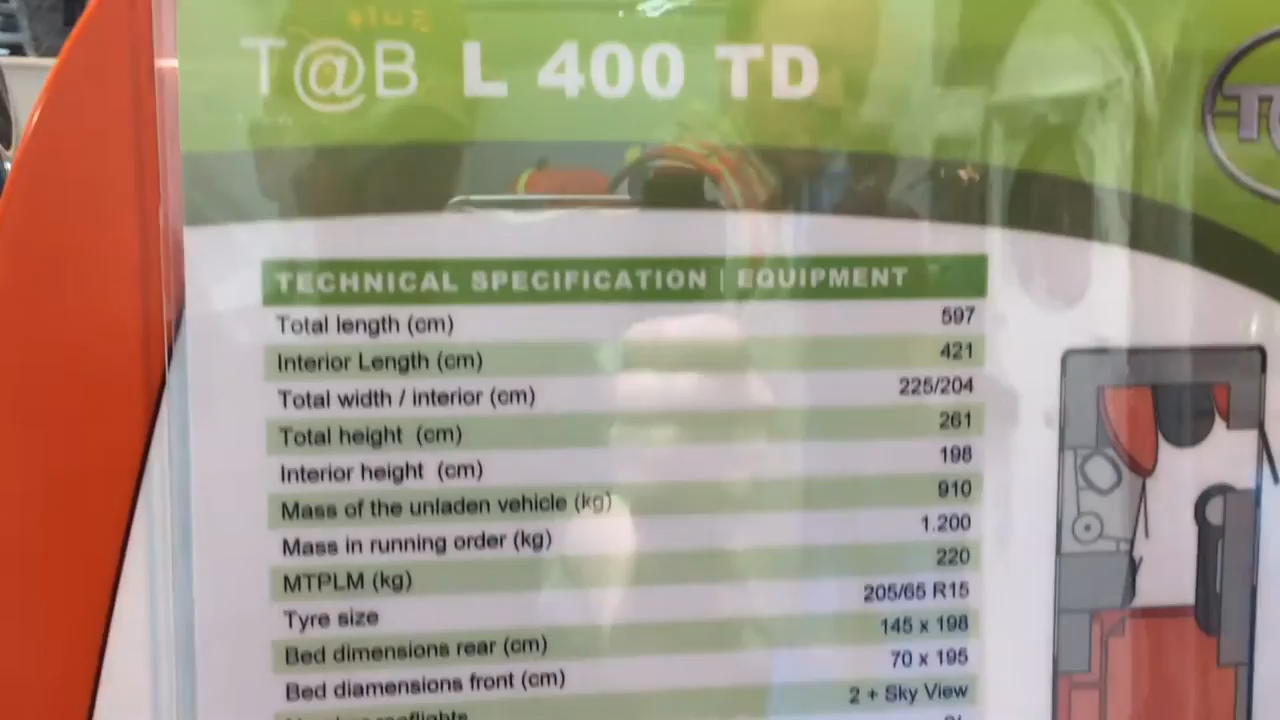 T@B L 400 TD
TECHNICAL SPECIFICATION | EQUIPMENT
Total length (cm) 597
Interior Length (cm) 421
Total width / interior (cm) 225/204
Total height (cm) 261
Interior height (cm) 198
Mass of the unladen vehicle (kg) 910
Mass in running order (kg) 1.200
MTPLM (kg) 220
Tyre size 205/65 R15
Bed dimensions rear (cm) 145 x 198
Bed diamensions front (cm) 70 x 195
rooflights 2 + Sky View